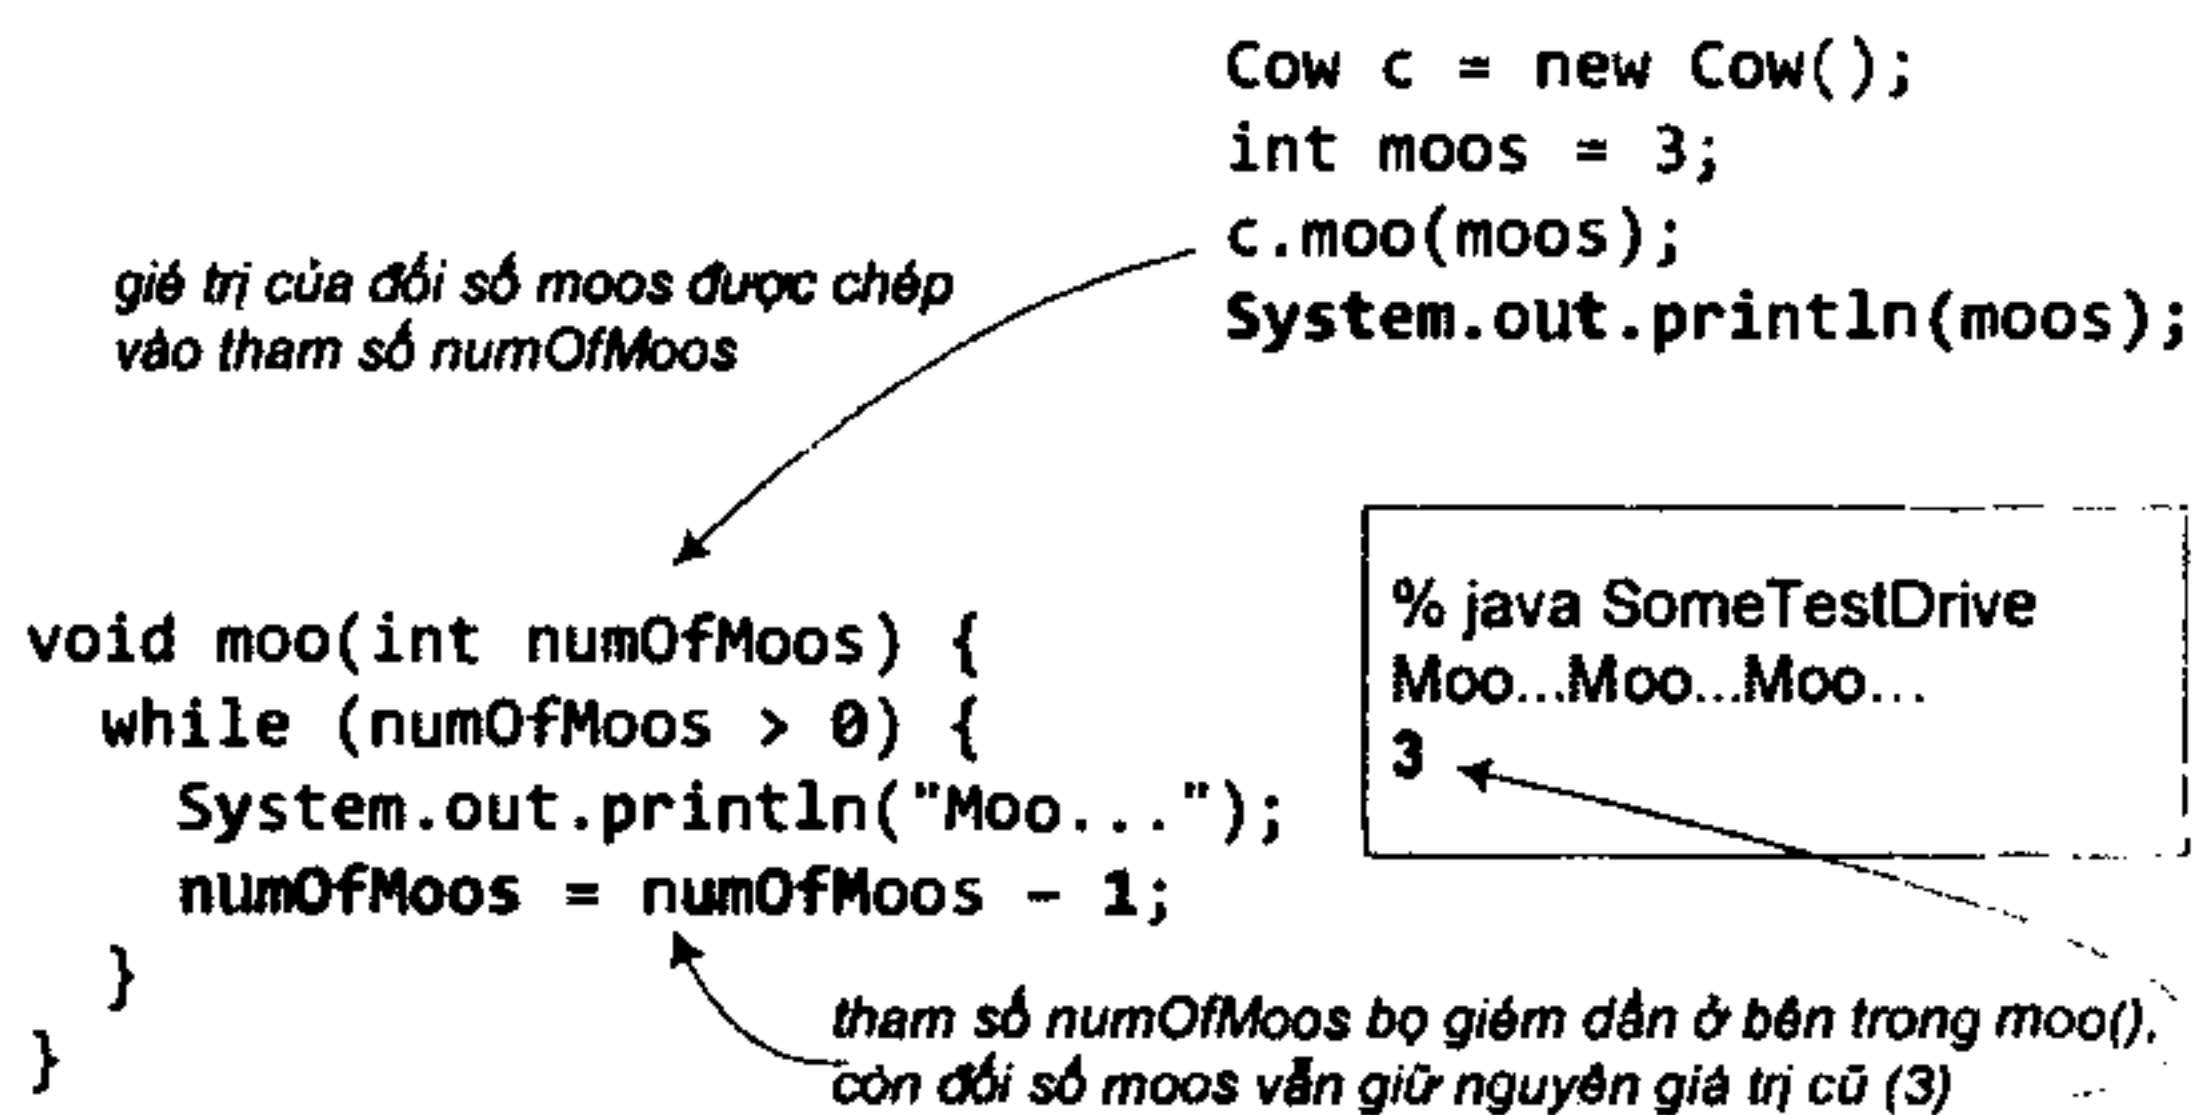 Cow c = new Cow();
int moos = 3;
c.moo(moos);
System.out.println(moos);
giá trị của đối số moos được chép
vào tham số numOfMoos
void moo(int numOfMoos) {
while (numOfMoos > 0) {
System.out.println("Moo...");
numOfMoos = numOfMoos - 1;
}
}
% java SomeTestDrive
Moo...Moo...Moo...
3
tham số numOfMoos bị giảm dần ở bên trong moo(),
còn đối số moos vẫn giữ nguyên giá trị cũ (3)